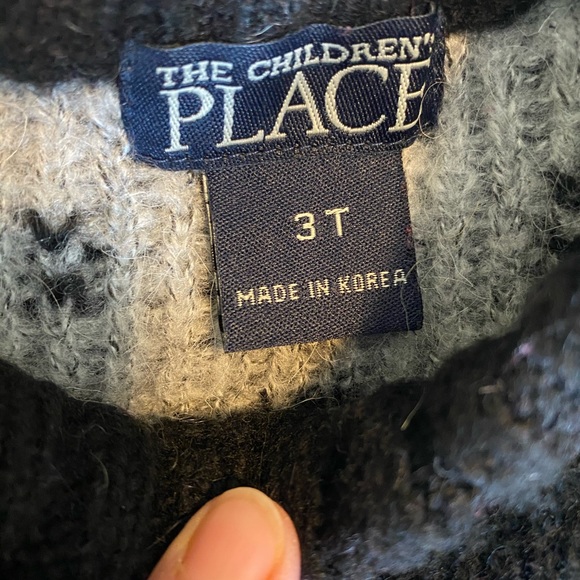 THE CHILDREN'S
PLACE
3T
MADE IN KOREA